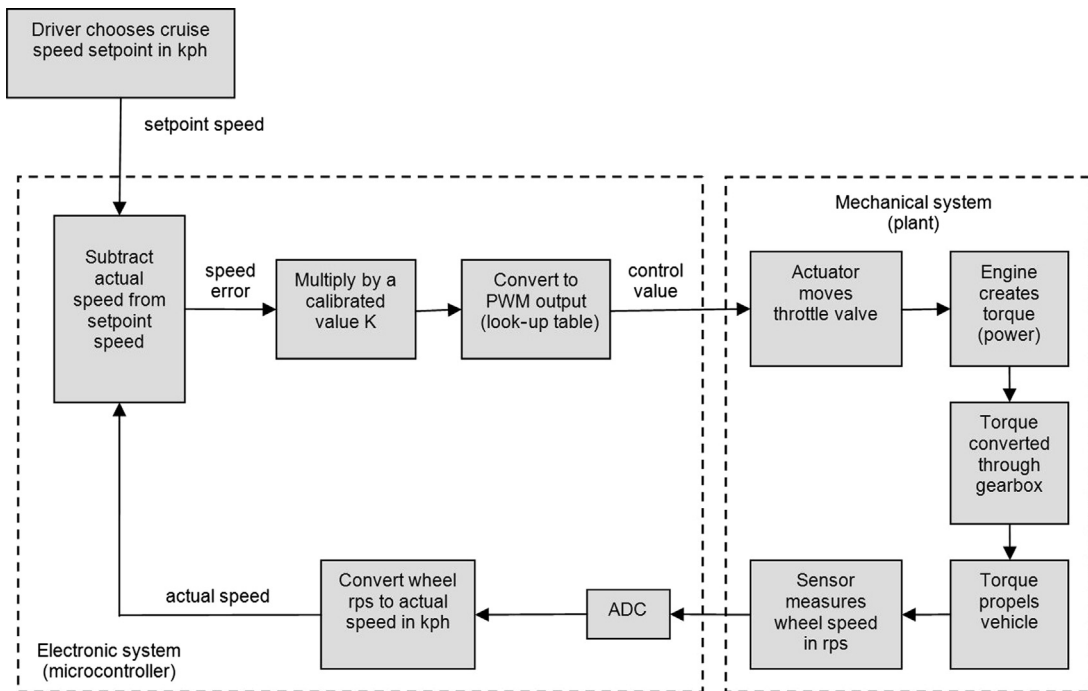 Driver chooses cruise
speed setpoint in kph
setpoint speed
Subtract
actual
speed from
setpoint
speed
speed
error
Multiply by a
calibrated
value K
Convert to
PWM output
(look-up table)
control
value
Mechanical system
(plant)
Actuator
moves
throttle valve
Engine
creates
torque
(power)
Torque
converted
through
gearbox
Torque
propels
vehicle
Sensor
measures
wheel speed
in rps
ADC
Convert wheel
rps to actual
speed in kph
actual speed
Electronic system
(microcontroller)